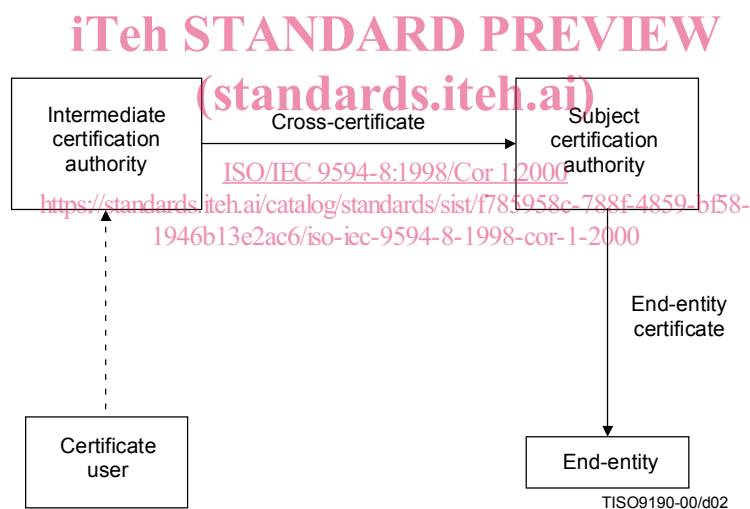 iTeh STANDARD PREVIEW
(standards.iteh.ai)
Intermediate
certification
authority
Cross-certificate
Subject
certification
authority
ISO/IEC 9594-8:1998/Cor 1:2000
https://standards.iteh.ai/catalog/standards/sist/f785958c-788f-4859-bf58-
1946b13e2ac6/iso-iec-9594-8-1998-cor-1-2000
End-entity
certificate
Certificate
user
End-entity
TISO9190-00/d02